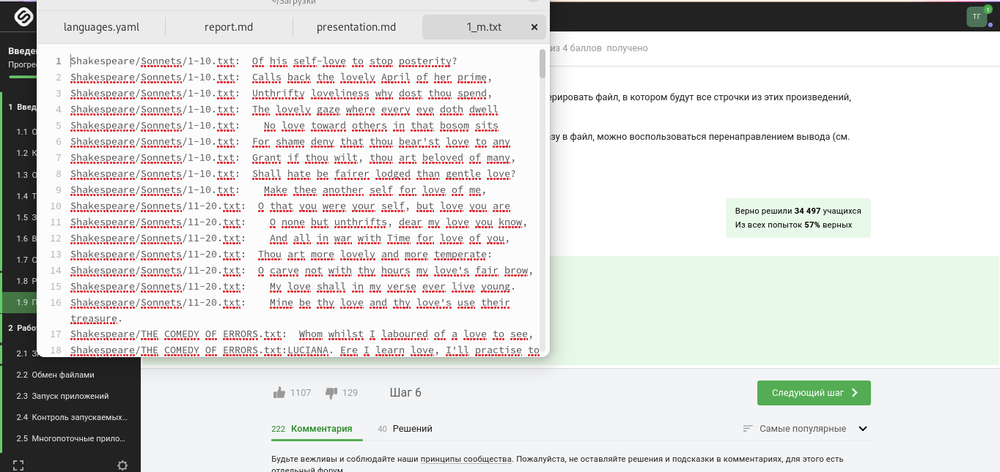 ~/Загрузки
languages.yaml
report.md
presentation.md
1_m.txt
1 Shakespeare/Sonnets/1-10.txt:  Of his self-love to stop posterity?
2 Shakespeare/Sonnets/1-10.txt:  Calls back the lovely April of her prime,
3 Shakespeare/Sonnets/1-10.txt:  Unthrifty loveliness why dost thou spend,
4 Shakespeare/Sonnets/1-10.txt:  The lovely gaze where every eye doth dwell
5 Shakespeare/Sonnets/1-10.txt:    No love toward others in that bosom sits
6 Shakespeare/Sonnets/1-10.txt:  For shame deny that thou bear'st love to any
7 Shakespeare/Sonnets/1-10.txt:  Grant if thou wilt, thou art beloved of many,
8 Shakespeare/Sonnets/1-10.txt:  Shall hate be fairer lodged than gentle love?
9 Shakespeare/Sonnets/1-10.txt:    Make thee another self for love of me,
10 Shakespeare/Sonnets/11-20.txt:  O that you were your self, but love you are
11 Shakespeare/Sonnets/11-20.txt:    O none but unthrifts, dear my love you know,
12 Shakespeare/Sonnets/11-20.txt:    And all in war with Time for love of you,
13 Shakespeare/Sonnets/11-20.txt:  Thou art more lovely and more temperate:
14 Shakespeare/Sonnets/11-20.txt:  O carve not with thy hours my love's fair brow,
15 Shakespeare/Sonnets/11-20.txt:    My love shall in my verse ever live young.
16 Shakespeare/Sonnets/11-20.txt:    Mine be thy love and thy love's use their
treasure.
17 Shakespeare/THE COMEDY OF ERRORS.txt:  Whom whilst I laboured of a love to see,
18 Shakespeare/THE COMEDY OF ERRORS.txt:LUCIANA. Ere I learn love, I'll practise to
ТГ
1
из 4 баллов получено
ерировать файл, в котором будут все строчки из этих произведений,
зу в файл, можно воспользоваться перенаправлением вывода (см.
Верно решили 34 497 учащихся
Из всех попыток 57% верных
Введе
Прогрес
1 Введ
1.1 О
1.2 К
1.3 О
1.4 Т
1.5 З
1.6 В
1.7 С
1.8 Р
1.9 П
2 Рабо
2.1 З
2.2 Обмен файлами
2.3 Запуск приложений
2.4 Контроль запускаемых…
2.5 Многопоточные прило…
1107
129
Шаг 6
Следующий шаг
222 Комментария
40 Решений
Самые популярные
Будьте вежливы и соблюдайте наши принципы сообщества. Пожалуйста, не оставляйте решения и подсказки в комментариях, для этого есть
отдельный форум.